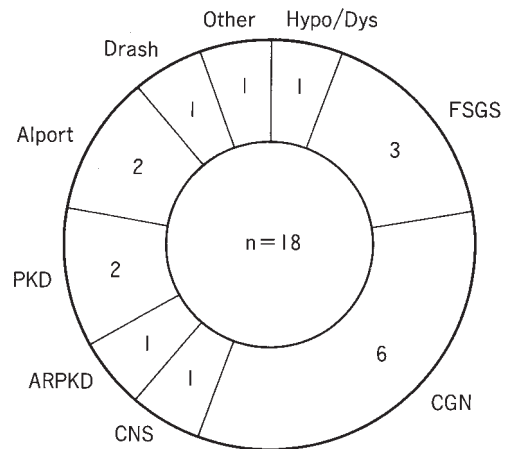 Other
Hypo/Dys
Drash
1
1
1
FSGS
Alport
3
2
n=18
PKD
2
1
6
ARPKD
1
CGN
CNS